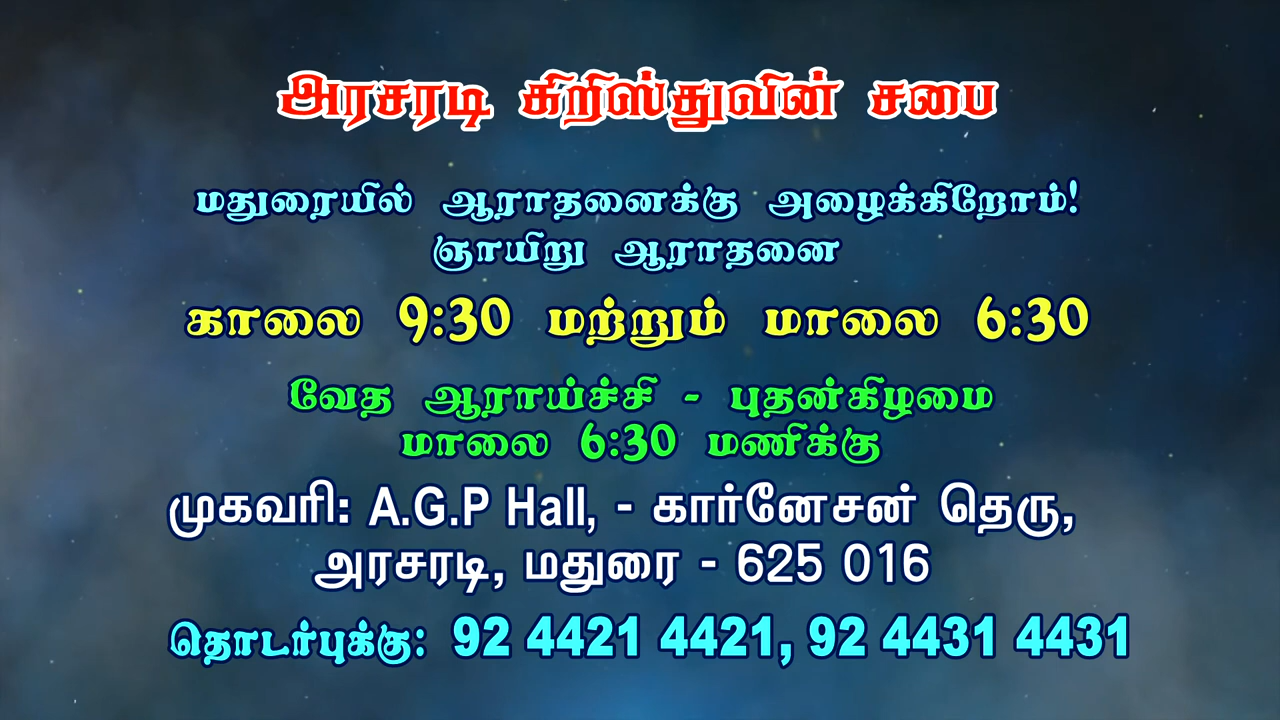 அரசரடி கிறிஸ்துவின் சபை
மதுரையில் ஆராதனைக்கு அழைக்கிறோம்!
ஞாயிறு ஆராதனை
காலை 9:30 மற்றும் மாலை 6:30
வேத ஆராய்ச்சி - புதன்கிழமை
மாலை 6:30 மணிக்கு
முகவரி: A.G.P Hall, - கார்னேசன் தெரு,
அரசரடி, மதுரை - 625 016
தொடர்புக்கு: 92 4421 4421, 92 4431 4431